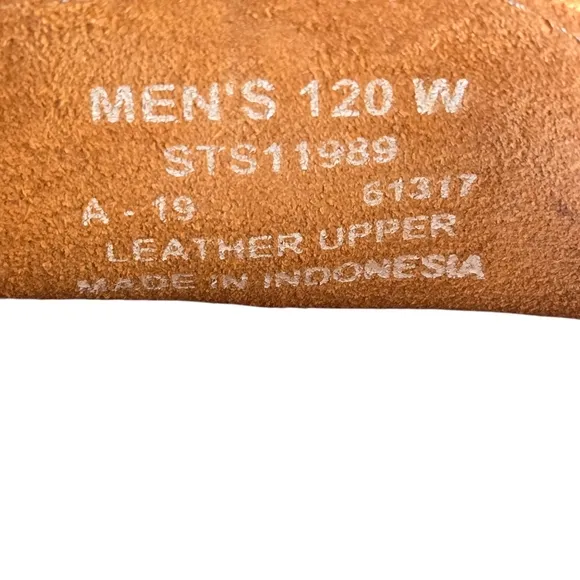 MEN'S 120 W
STS11989
A - 19 61317
LEATHER UPPER
MADE IN INDONESIA